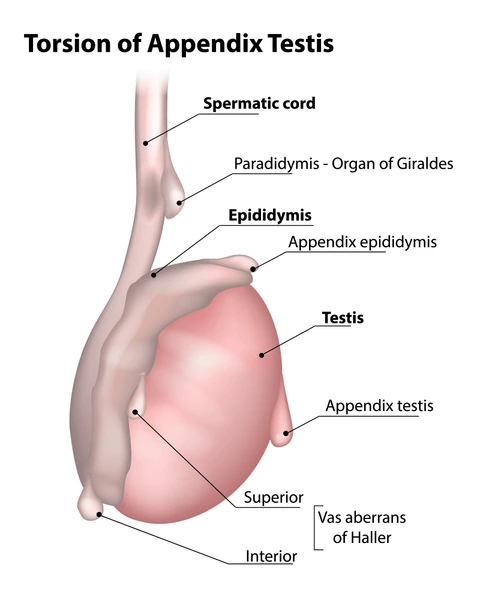 Torsion of Appendix Testis
Spermatic cord
Paradidymis - Organ of Giraldes
Epididymis
Appendix epididymis
Testis
Appendix testis
Superior
Vas aberrans
of Haller
Interior